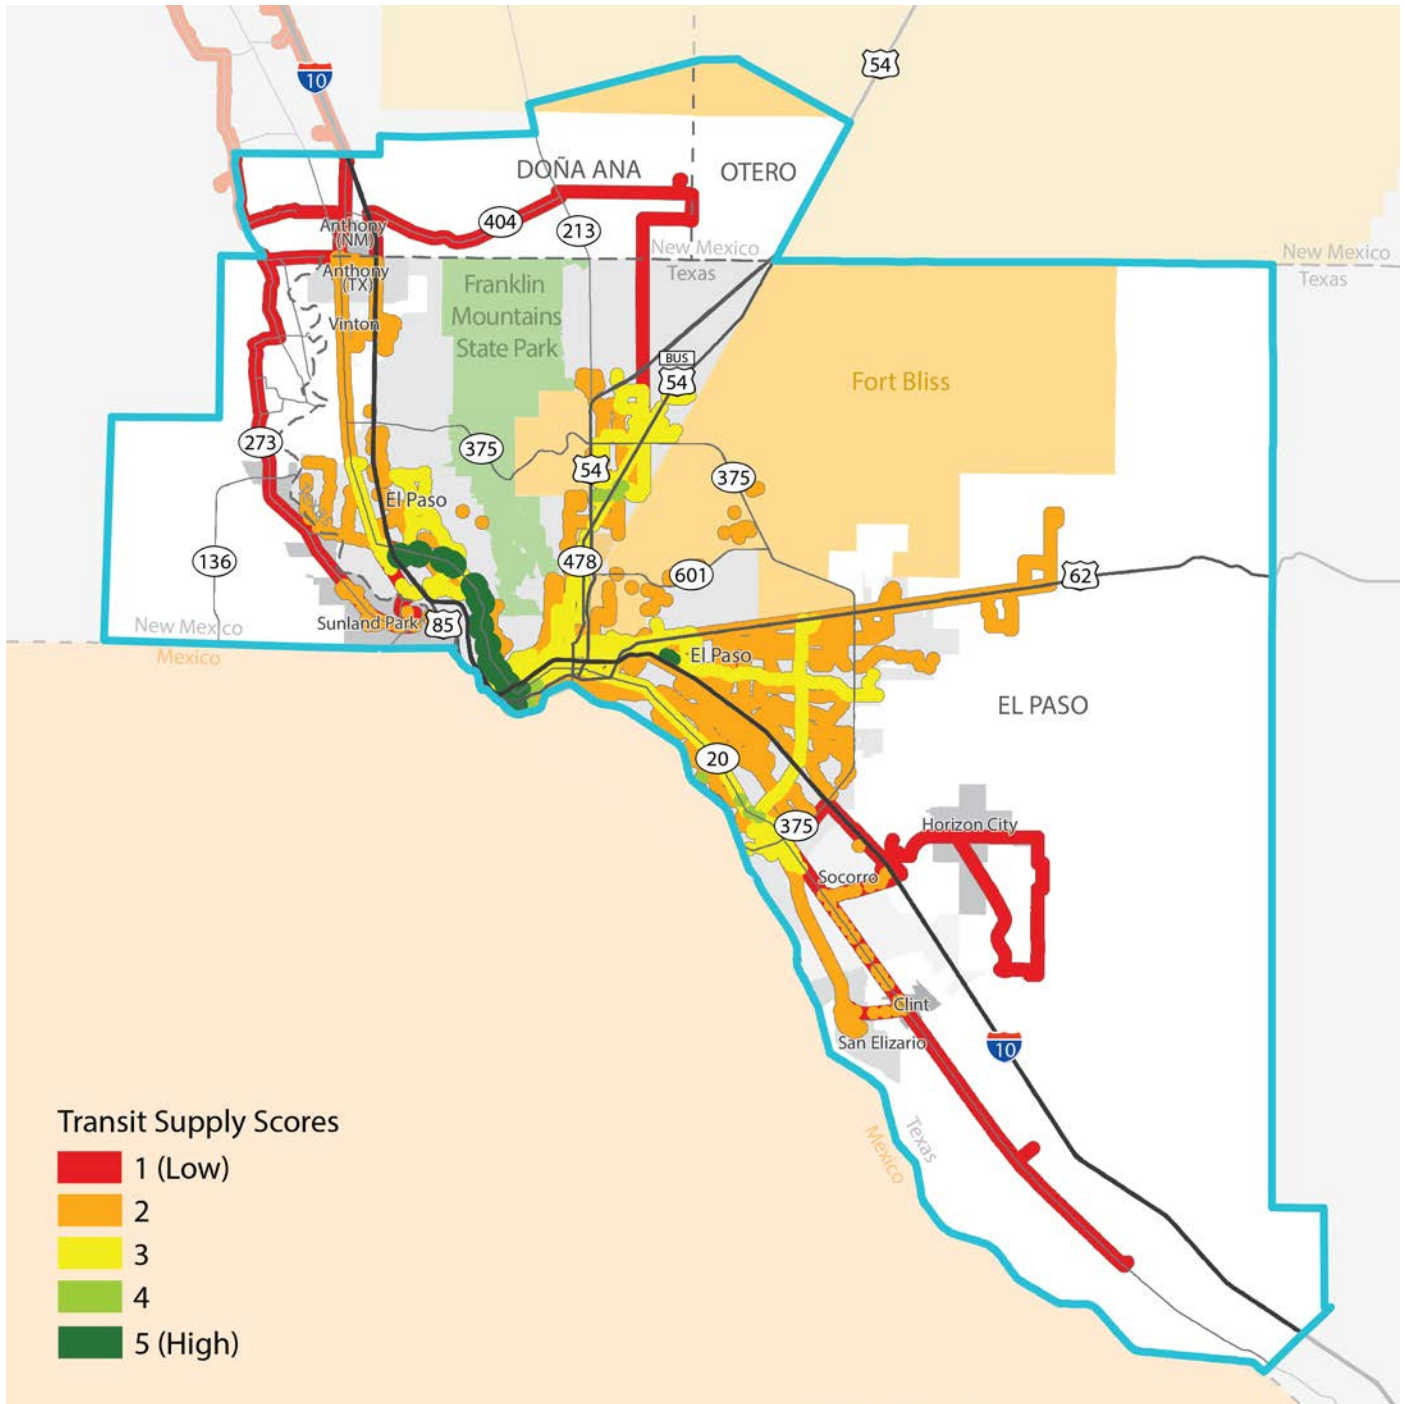 54
10
DOÑA ANA
OTERO
404
213
Anthony
(NM)
New Mexico
Texas
New Mexico
Texas
Anthony
(TX)
Franklin
Mountains
State Park
Vinton
BUS
54
Fort Bliss
273
375
54
375
El Paso
136
478
601
62
New Mexico
Mexico
Sunland Park
85
El Paso
EL PASO
20
375
Horizon City
Socorro
Clint
San Elizario
10
Texas
Mexico
Transit Supply Scores
1 (Low)
2
3
4
5 (High)